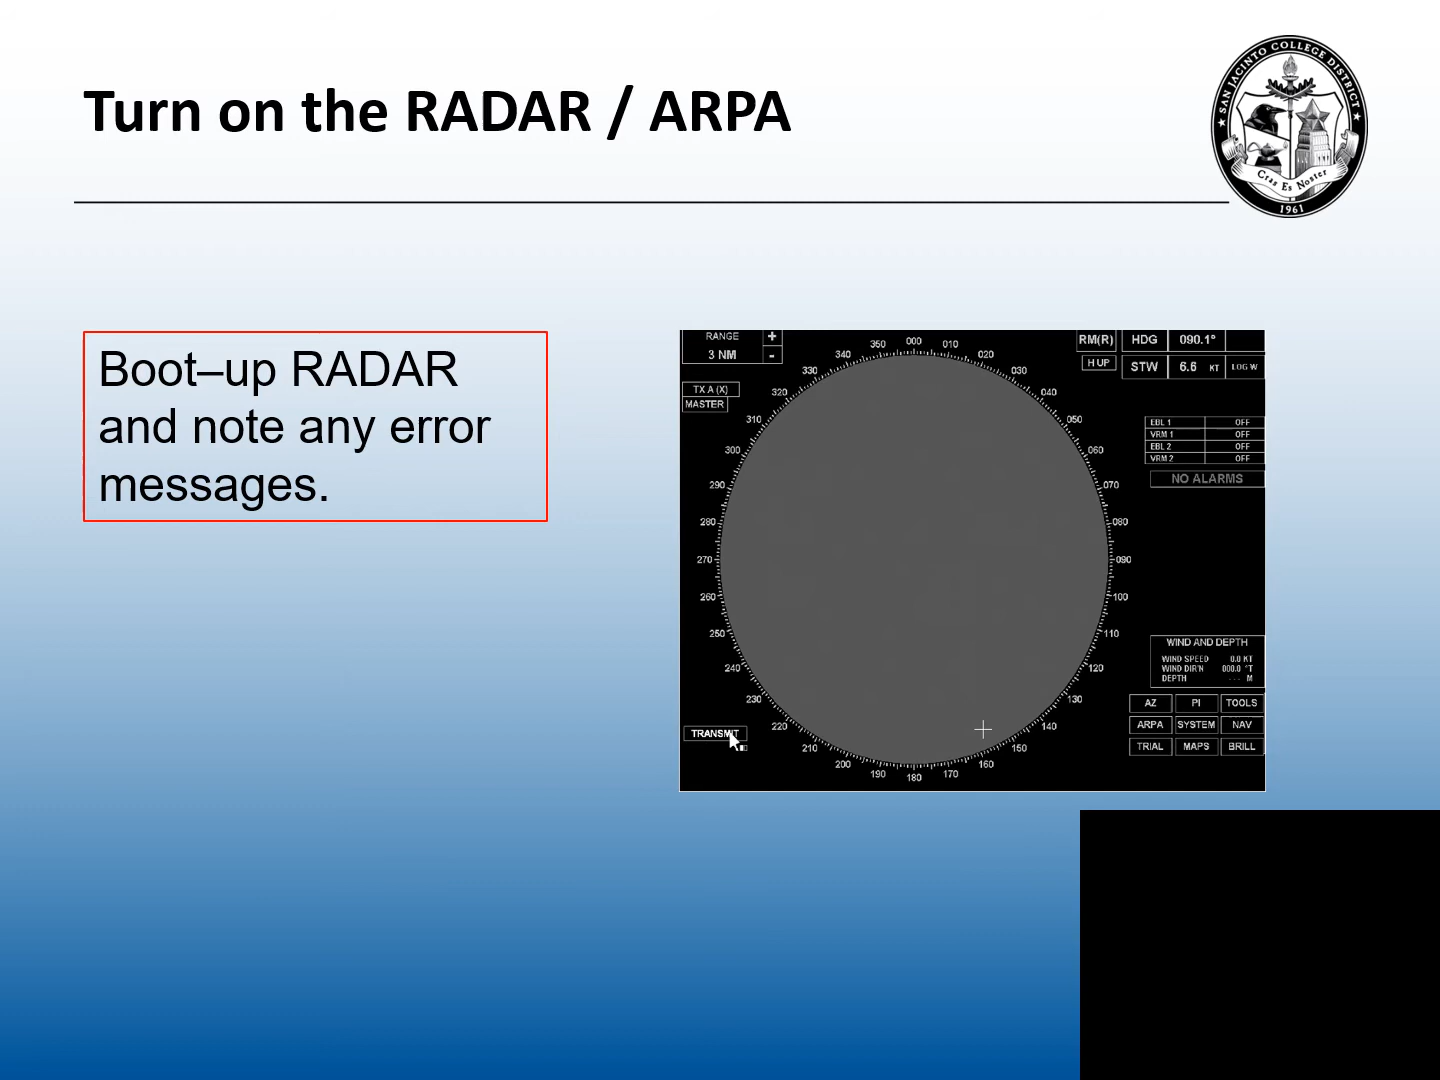 Turn on the RADAR / ARPA
★ SAN JACINTO COLLEGE DISTRICT ★
Cras Es Noster
1961
Boot–up RADAR
and note any error
messages.
RANGE +
3 NM -
TX A (X)
MASTER
RM(R) HDG 090.1°
H UP STW 6.6 KT LOG W
000
010
020
030
040
050
060
070
080
090
100
110
120
130
140
150
160
170
180
190
200
210
220
230
240
250
260
270
280
290
300
310
320
330
340
350
EBL 1 OFF
VRM 1 OFF
EBL 2 OFF
VRM 2 OFF
NO ALARMS
WIND AND DEPTH
WIND SPEED 0.0 KT
WIND DIR'N 000.0 °T
DEPTH --- M
AZ PI TOOLS
ARPA SYSTEM NAV
TRIAL MAPS BRILL
TRANSMIT